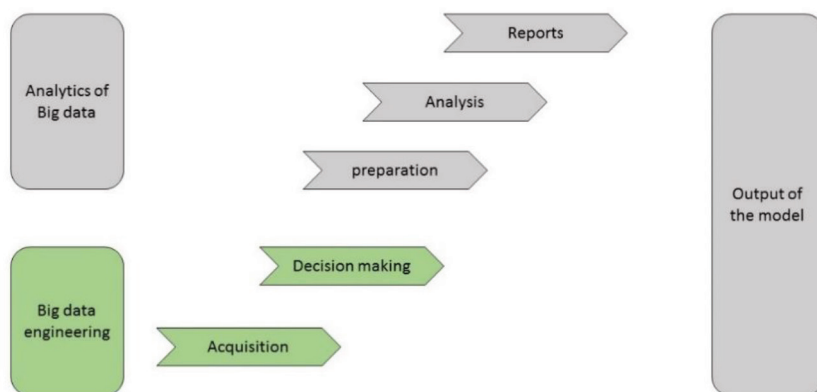 Reports
Analytics of
Big data
Analysis
preparation
Output of
the model
Decision making
Big data
engineering
Acquisition